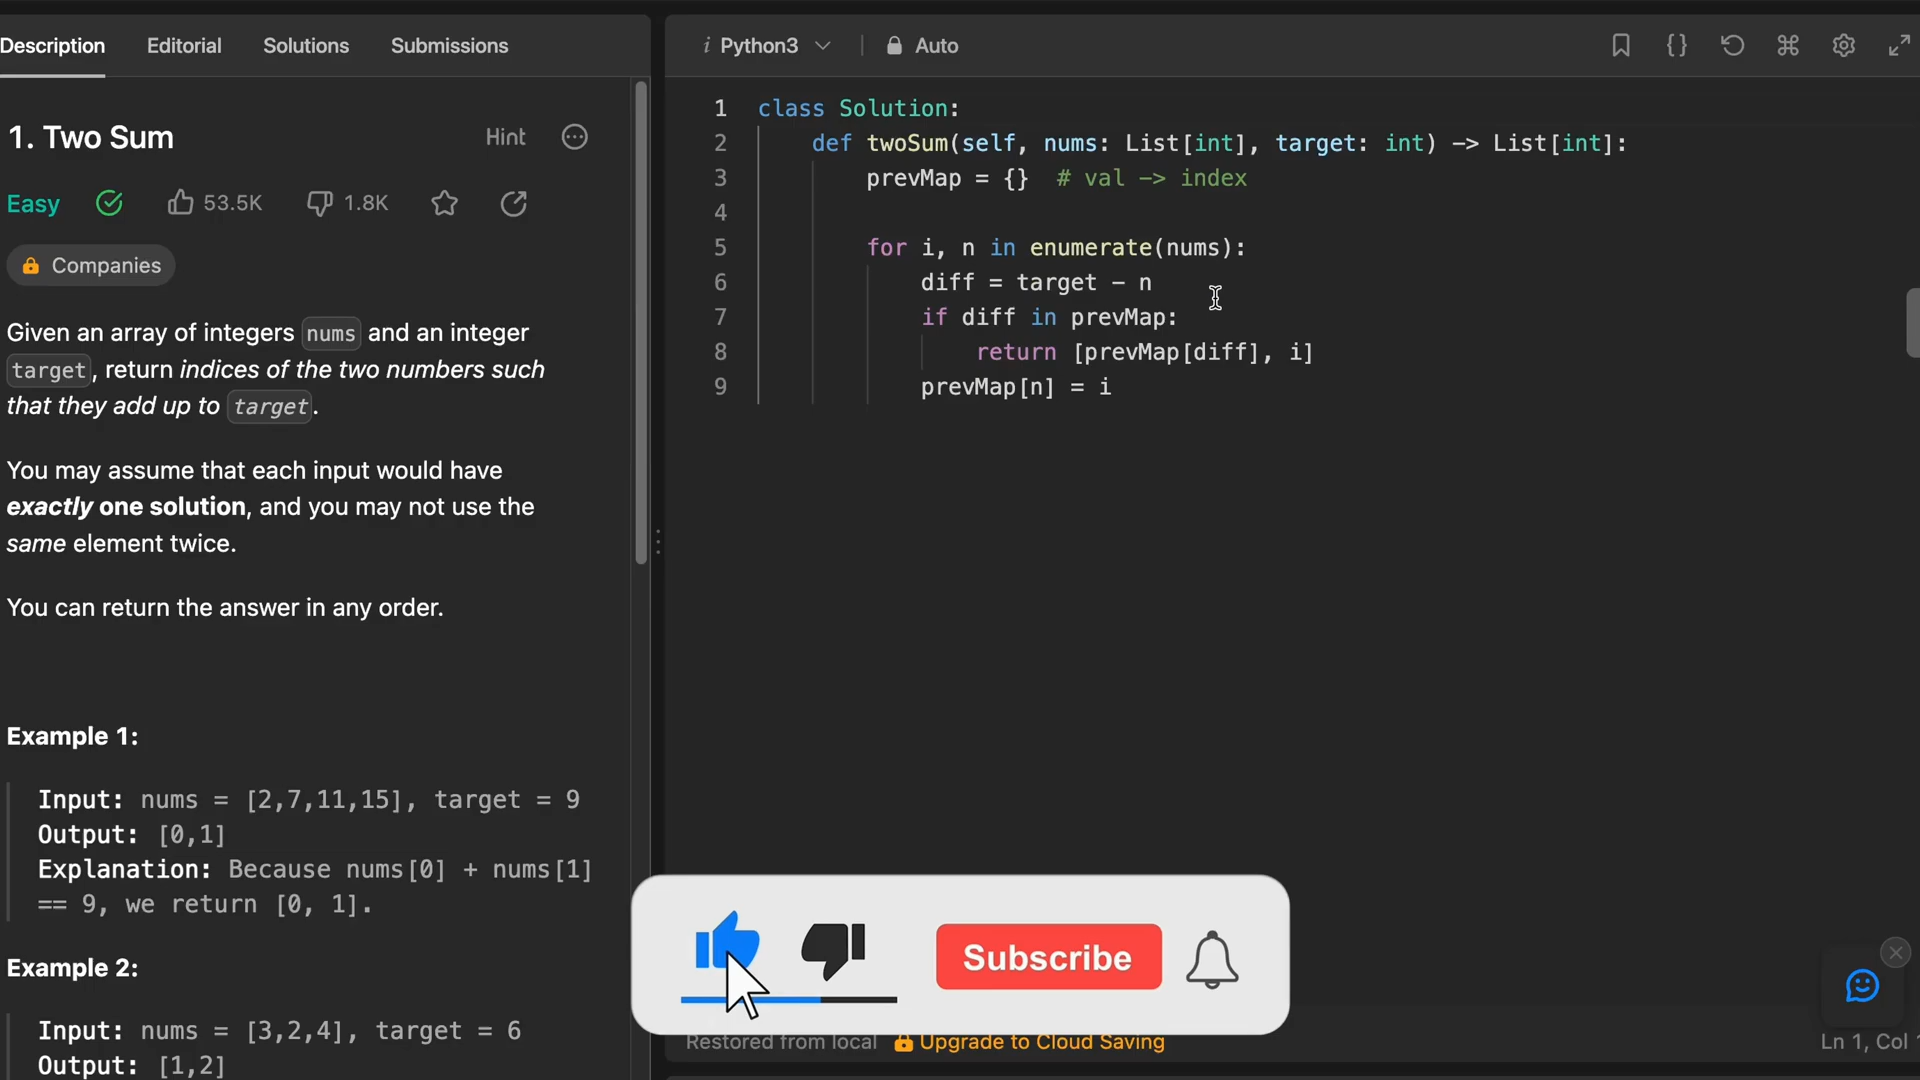 Description Editorial Solutions Submissions
1. Two Sum Hint
Easy 53.5K 1.8K
Companies
Given an array of integers nums and an integer
target, return indices of the two numbers such
that they add up to target.
You may assume that each input would have
exactly one solution, and you may not use the
same element twice.
You can return the answer in any order.
Example 1:
Input: nums = [2,7,11,15], target = 9
Output: [0,1]
Explanation: Because nums[0] + nums[1]
== 9, we return [0, 1].
Example 2:
Input: nums = [3,2,4], target = 6
Output: [1,2]
i Python3 Auto
1 class Solution:
2 def twoSum(self, nums: List[int], target: int) -> List[int]:
3 prevMap = {} # val -> index
4
5 for i, n in enumerate(nums):
6 diff = target - n
7 if diff in prevMap:
8 return [prevMap[diff], i]
9 prevMap[n] = i
Subscribe
Restored from local Upgrade to Cloud Saving
Ln 1, Col